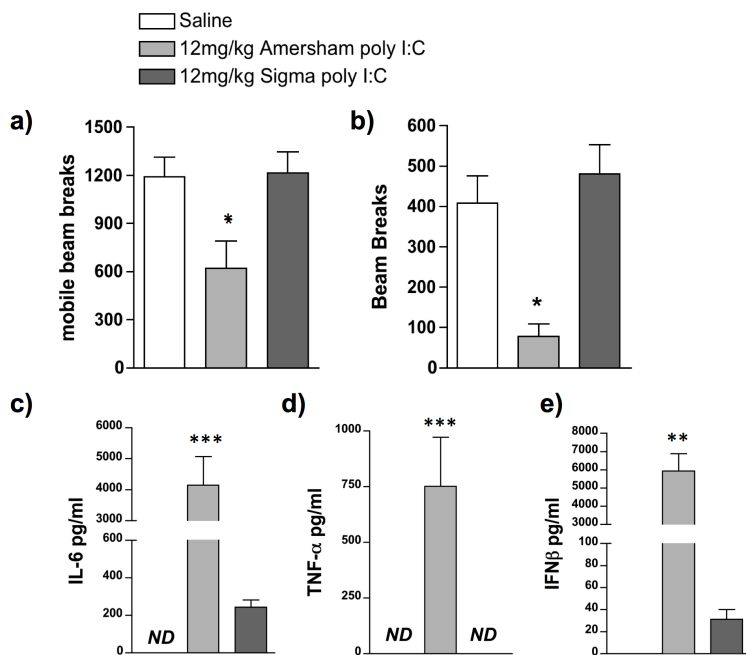 Saline
12mg/kg Amersham poly I:C
12mg/kg Sigma poly I:C
a)
mobile beam breaks
1500
1200
900
600
300
0
*
b)
Beam Breaks
600
500
400
300
200
100
0
*
c)
IL-6 pg/ml
6000
5000
4000
3000
600
400
200
0
***
ND
d)
TNF-α pg/ml
1000
750
500
250
0
***
ND
ND
e)
IFNβ pg/ml
8000
7000
6000
5000
4000
3000
100
80
60
40
20
0
**